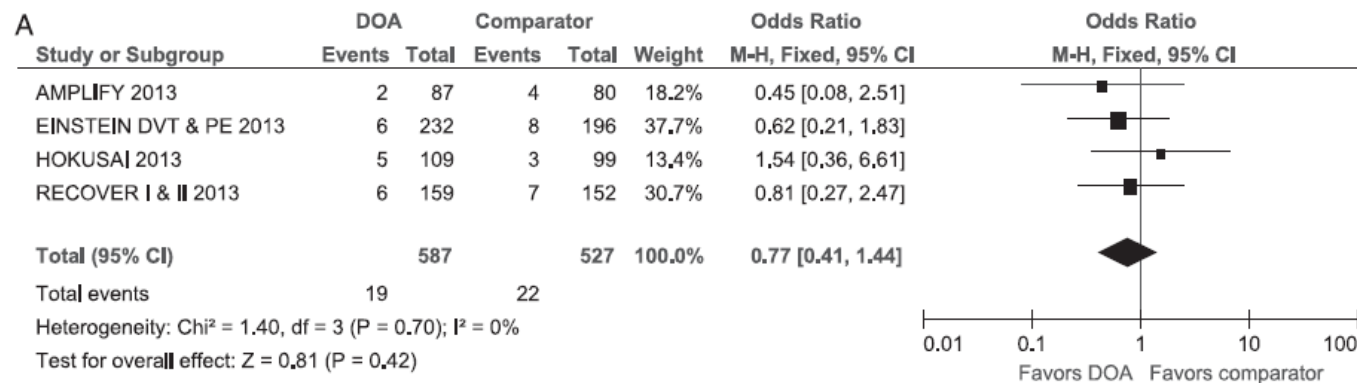 A DOA Comparator Odds Ratio Odds Ratio
Study or Subgroup Events Total Events Total Weight M-H, Fixed, 95% CI M-H, Fixed, 95% CI
AMPLIFY 2013 2 87 4 80 18.2% 0.45 [0.08, 2.51]
EINSTEIN DVT & PE 2013 6 232 8 196 37.7% 0.62 [0.21, 1.83]
HOKUSAI 2013 5 109 3 99 13.4% 1.54 [0.36, 6.61]
RECOVER I & II 2013 6 159 7 152 30.7% 0.81 [0.27, 2.47]
Total (95% CI) 587 527 100.0% 0.77 [0.41, 1.44]
Total events 19 22
Heterogeneity: Chi² = 1.40, df = 3 (P = 0.70); I² = 0%
Test for overall effect: Z = 0.81 (P = 0.42)
0.01 0.1 1 10 100
Favors DOA Favors comparator